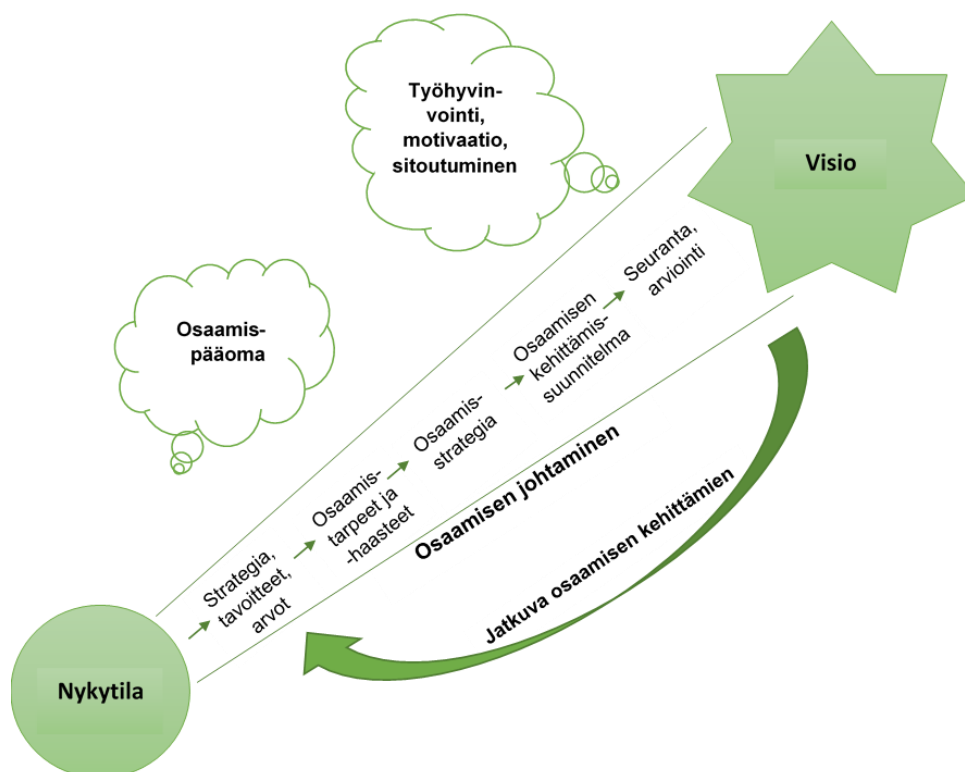 Työhyvin-
vointi,
motivaatio,
sitoutuminen
Visio
Osaamis-
pääoma
Seuranta,
arviointi
Osaamisen
kehittämis-
suunnitelma
Osaamis-
strategia
Osaamis-
tarpeet ja
-haasteet
Strategia,
tavoitteet,
arvot
Osaamisen johtaminen
Jatkuva osaamisen kehittämien
Nykytila